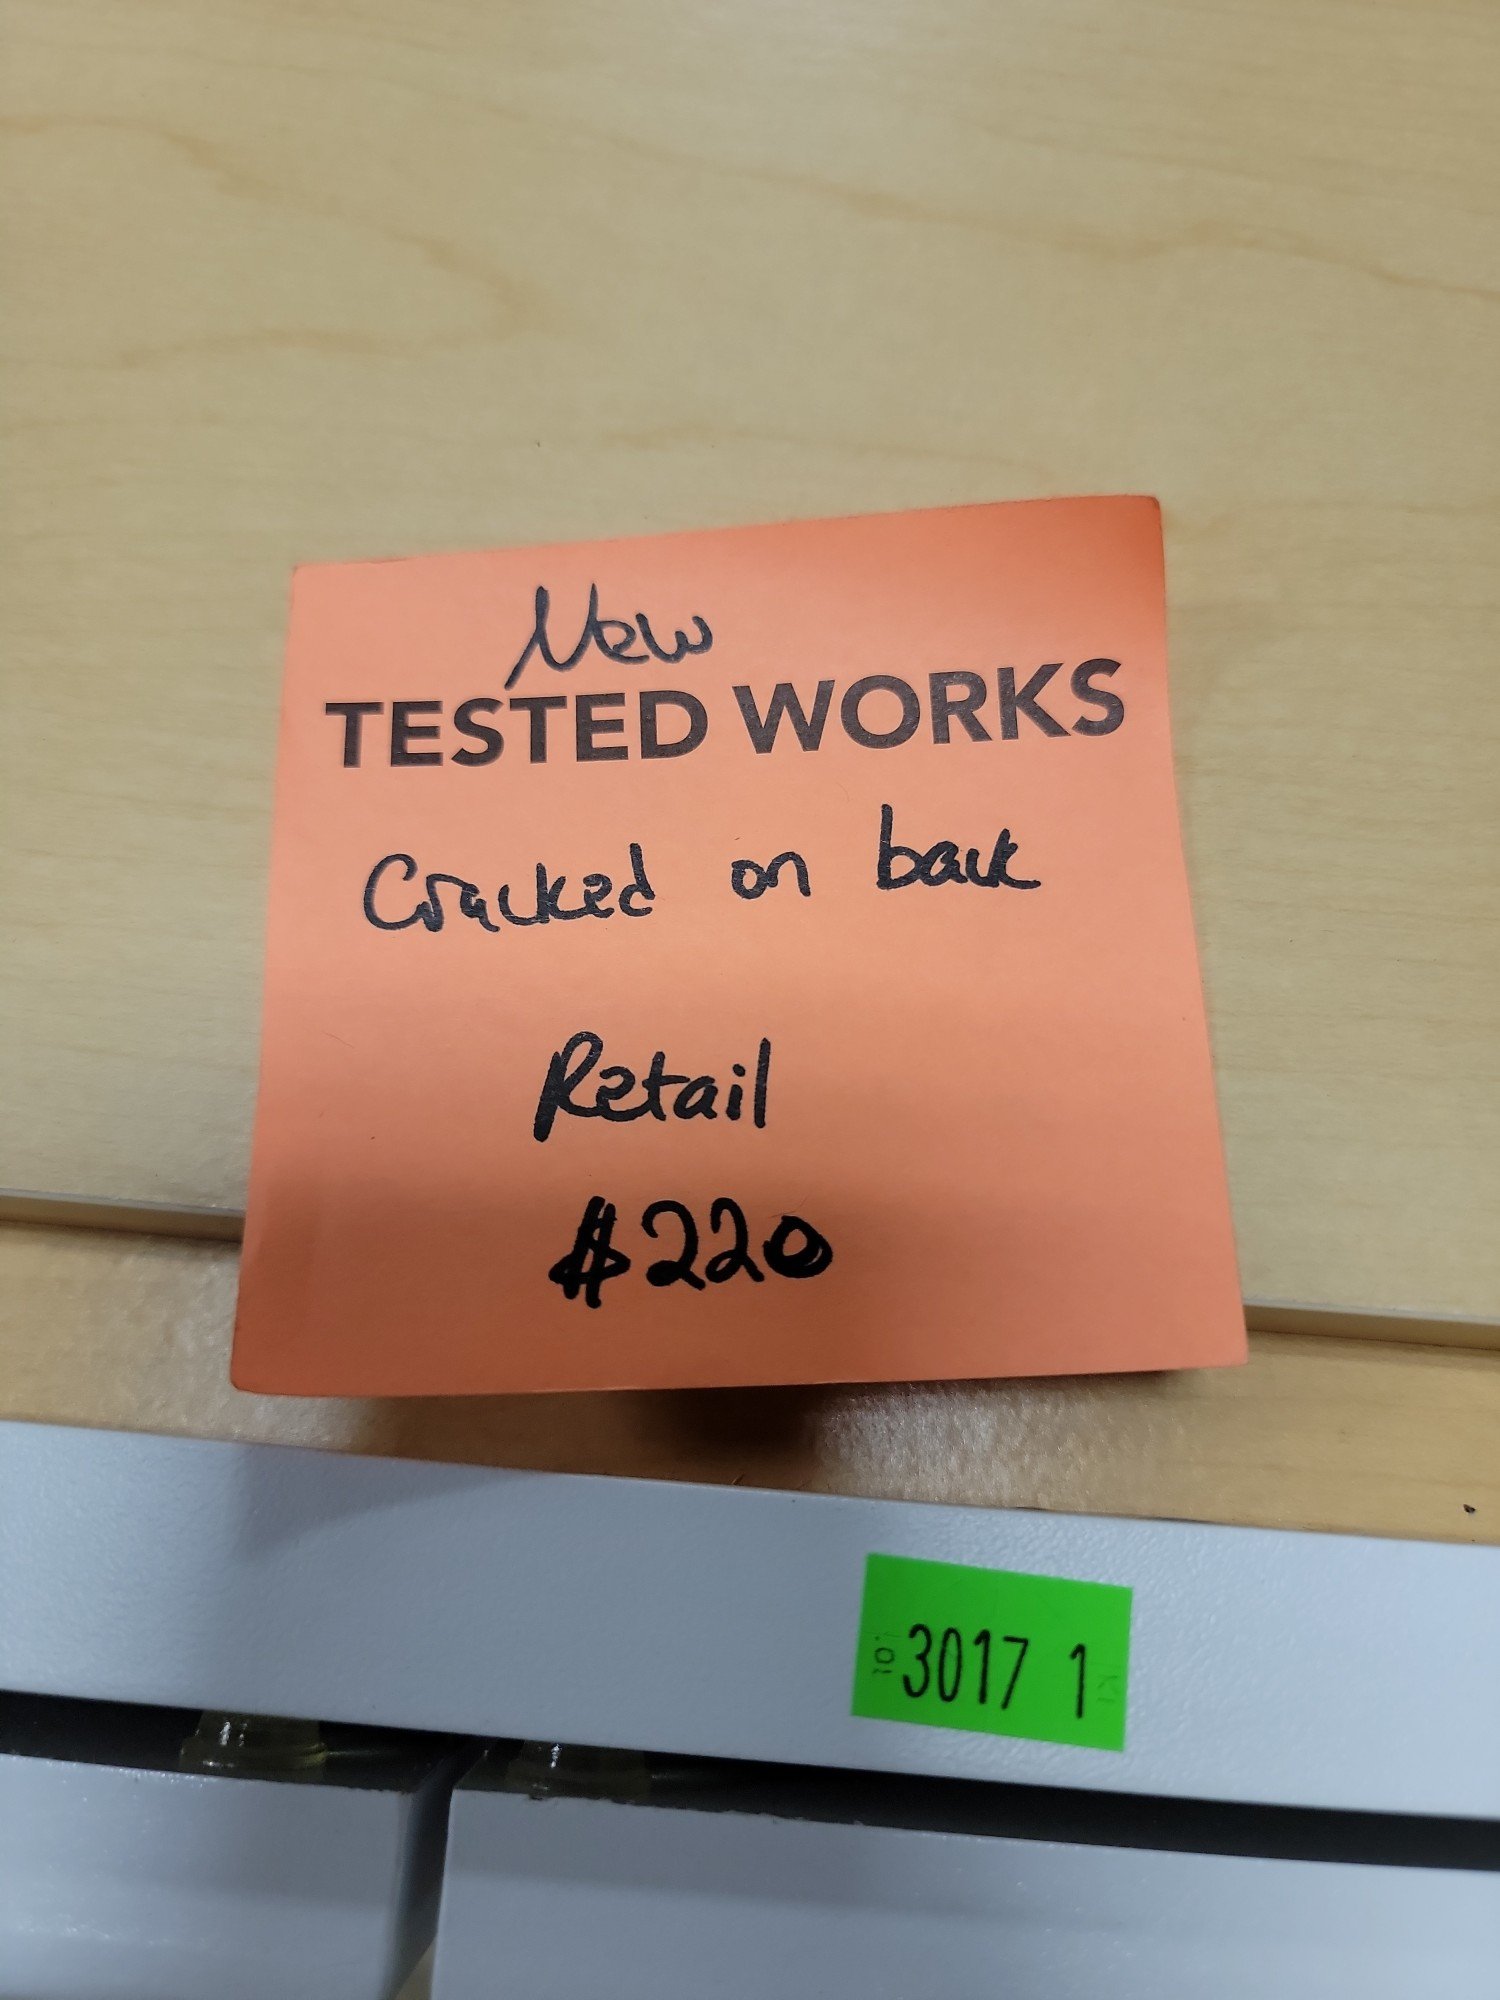 New
TESTED WORKS
Cracked on back
Retail
$220
3017 1